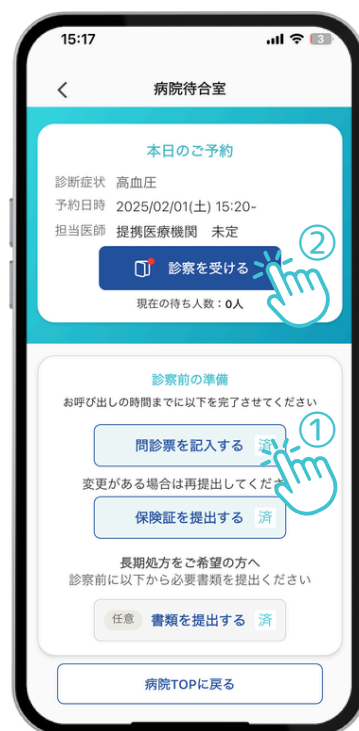 15:17
3
病院待合室
本日のご予約
診断症状 高血圧
予約日時 2025/02/01(土) 15:20-
担当医師 提携医療機関 未定
②
診察を受ける
現在の待ち人数：0人
診察前の準備
お呼び出しの時間までに以下を完了させてください
①
問診票を記入する 済
変更がある場合は再提出してくださ
保険証を提出する 済
長期処方をご希望の方へ
診察前に以下から必要書類を提出ください
任意 書類を提出する 済
病院TOPに戻る